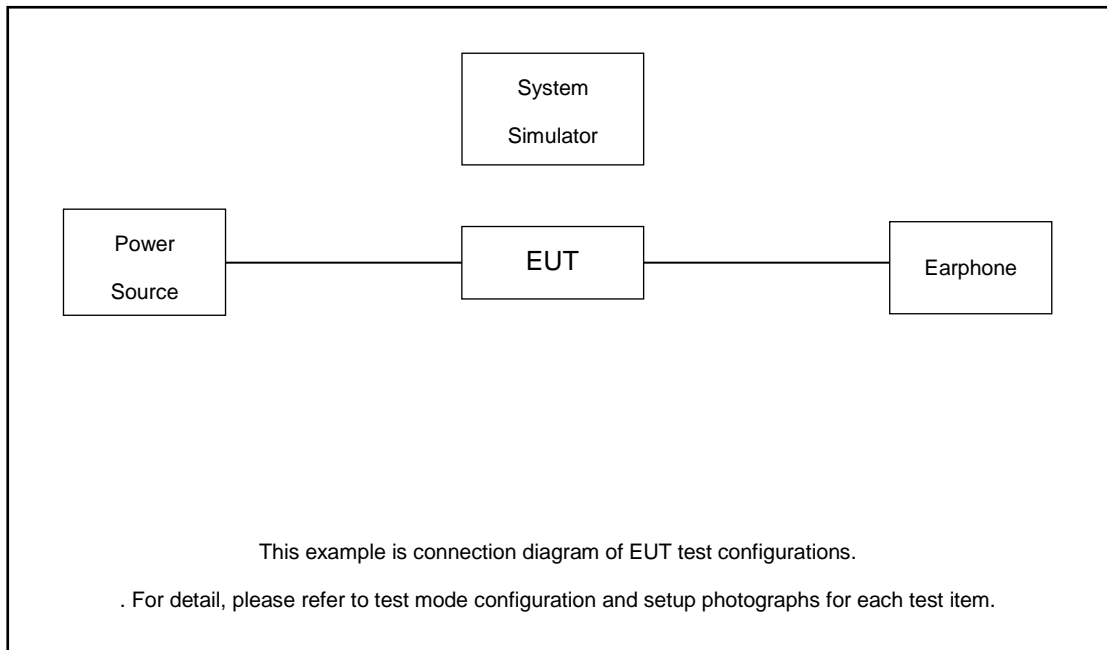 System
Simulator
Power
Source
EUT
Earphone
This example is connection diagram of EUT test configurations.
. For detail, please refer to test mode configuration and setup photographs for each test item.